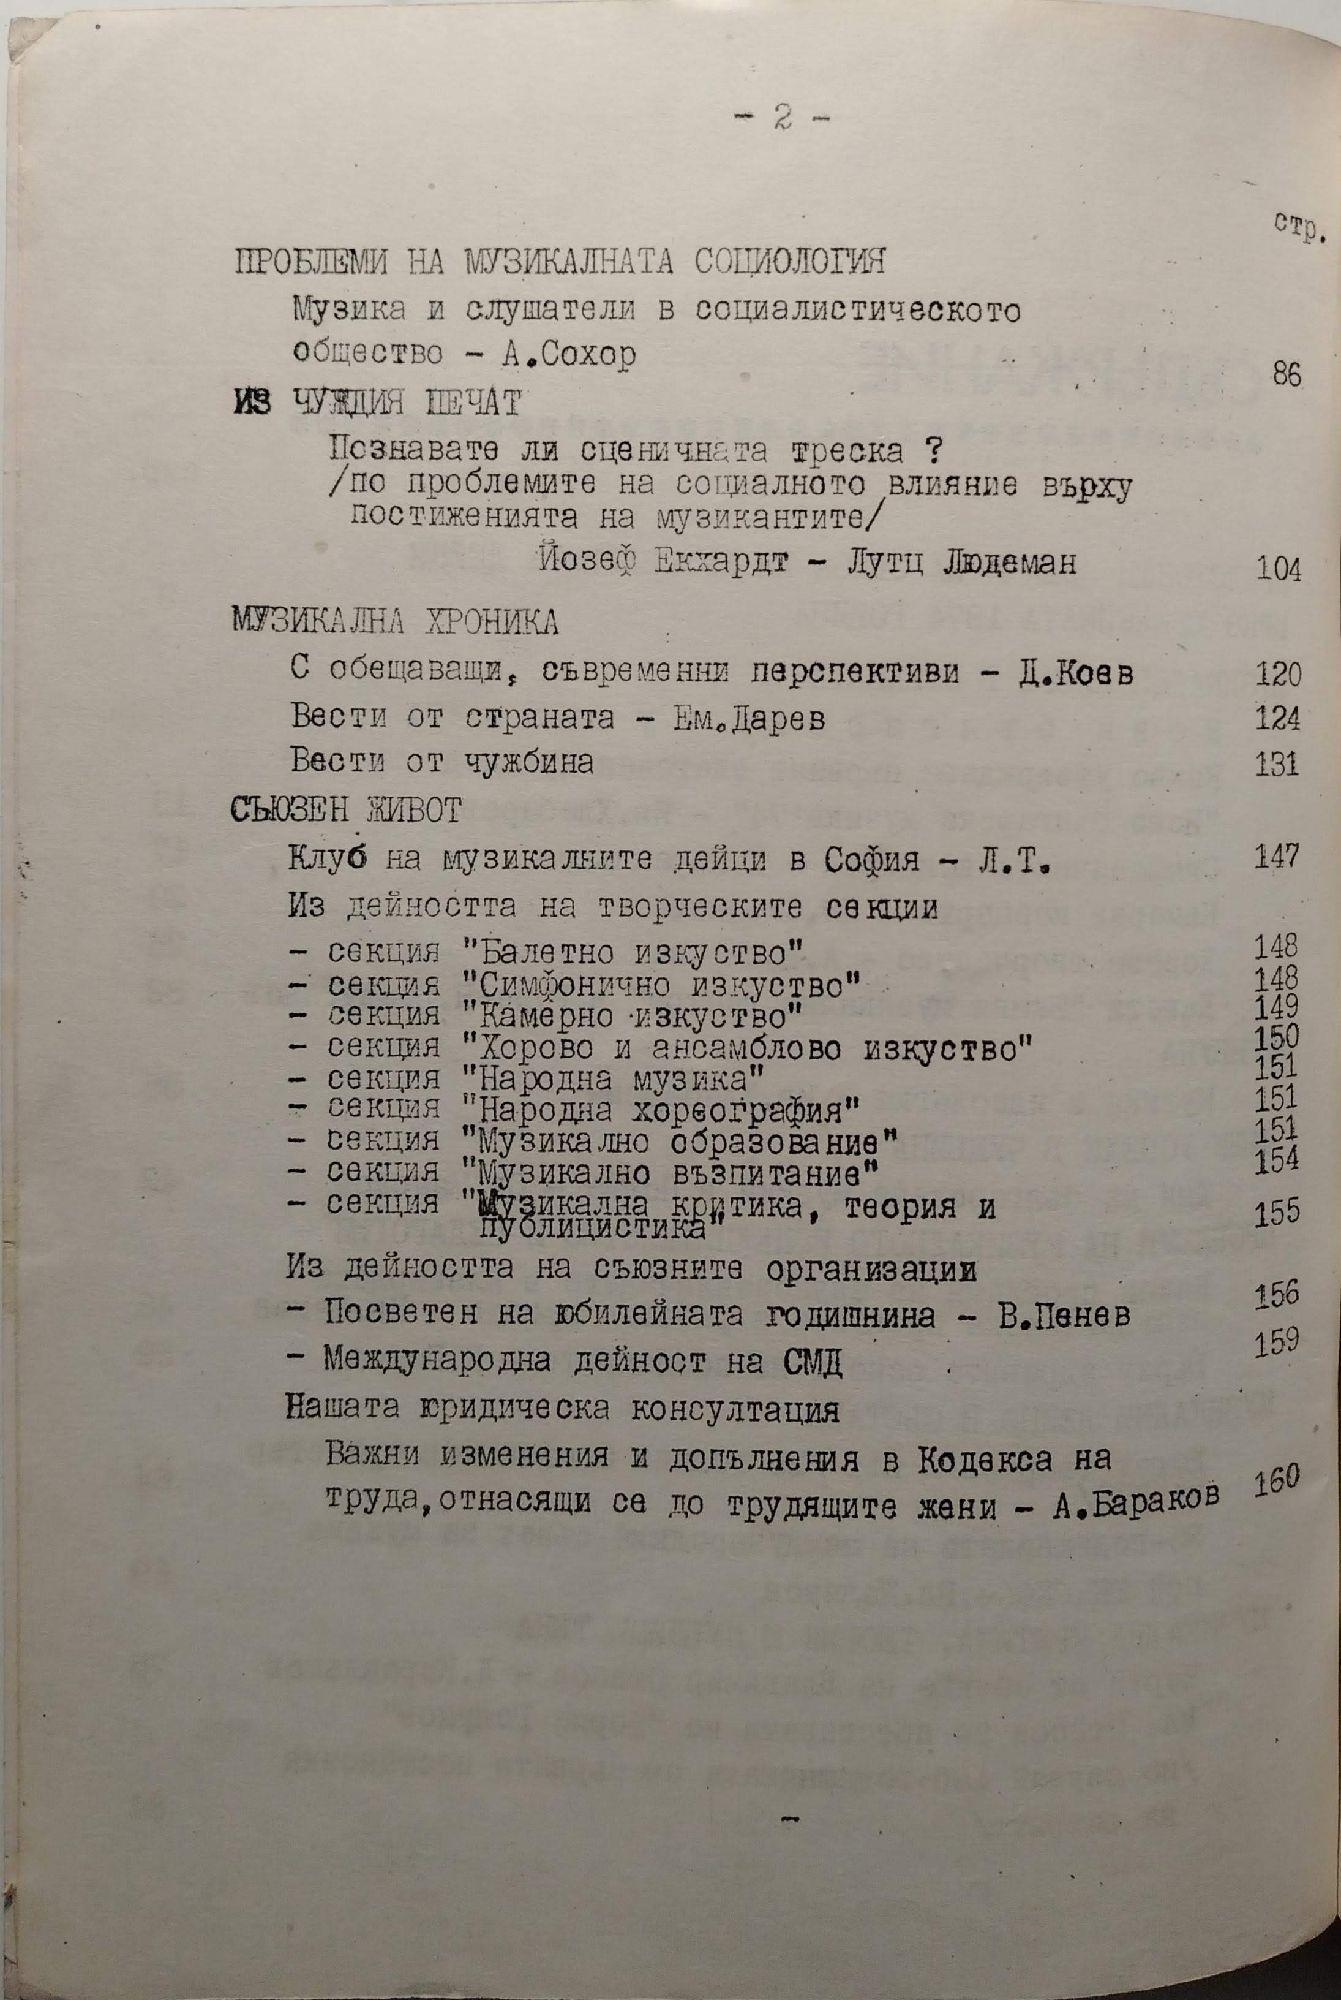 - 2 -
стр.
ПРОБЛЕМИ НА МУЗИКАЛНАТА СОЦИОЛОГИЯ
Музика и слушатели в социалистическото
общество - А.Сохор 86
ИЗ ЧУЖДИЯ ПЕЧАТ
Познавате ли сценичната треска ?
/по проблемите на социалното влияние върху
постиженията на музикантите/
Йозеф Екхардт - Лутц Людеман 104
МУЗИКАЛНА ХРОНИКА
С обещаващи, съвременни перспективи - Д.Коев 120
Вести от страната - Ем.Дарев 124
Вести от чужбина 131
СЪЮЗЕН ЖИВОТ
Клуб на музикалните дейци в София - Л.Т. 147
Из дейността на творческите секции
- секция "Балетно изкуство" 148
- секция "Симфонично изкуство" 148
- секция "Камерно изкуство" 149
- секция "Хорово и ансамблово изкуство" 150
- секция "Народна музика" 151
- секция "Народна хореография" 151
- секция "Музикално образование" 151
- секция "Музикално възпитание" 154
- секция "Музикална критика, теория и 155
публицистика"
Из дейността на съюзните организации
- Посветен на юбилейната годишнина - В.Пенев 156
- Международна дейност на СМД 159
Нашата юридическа консултация
Важни изменения и допълнения в Кодекса на
труда,отнасящи се до трудящите жени - А.Бараков 160
-